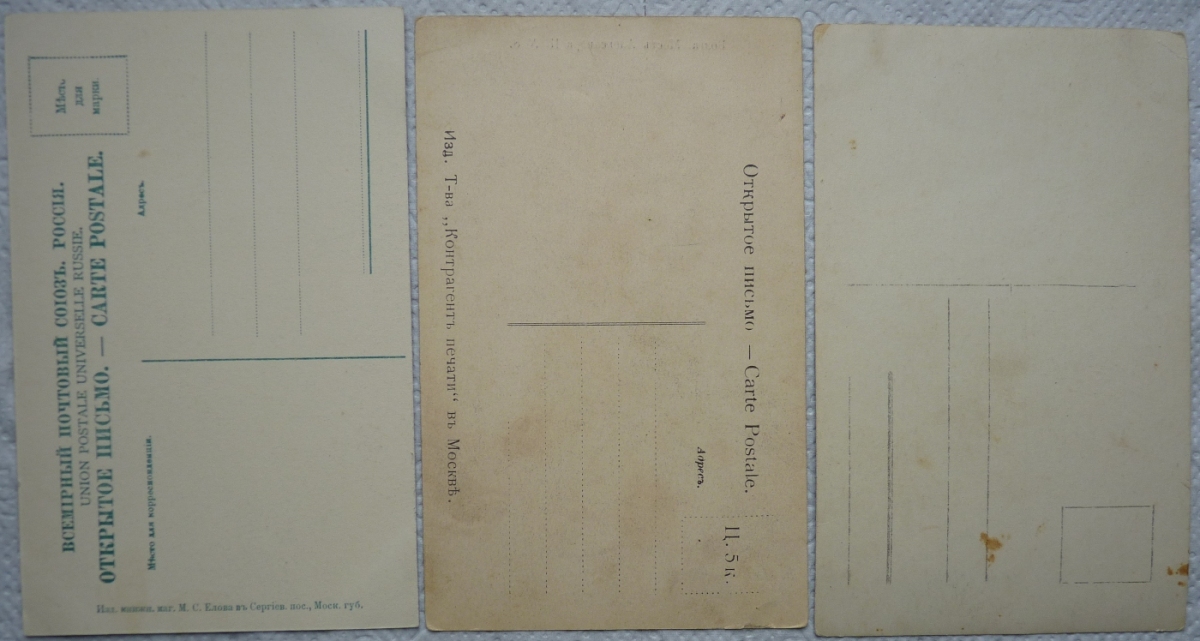 ВСЕМІРНЫЙ ПОЧТОВЫЙ СОЮЗЪ. РОССІЯ.
UNION POSTALE UNIVERSELLE RUSSIE.
ОТКРЫТОЕ ПИСЬМО. — CARTE POSTALE.
Мѣсто для корреспонденціи.
Адресъ.
Мѣст.
для
марки
Изд. книжн. маг. М. С. Елова въ Сергіев. пос., Моск. губ.
Открытое письмо — Carte Postale.
Адресъ.
Ц. 5 к.
Изд. Т-ва „Контрагентъ печати“ въ Москвѣ.